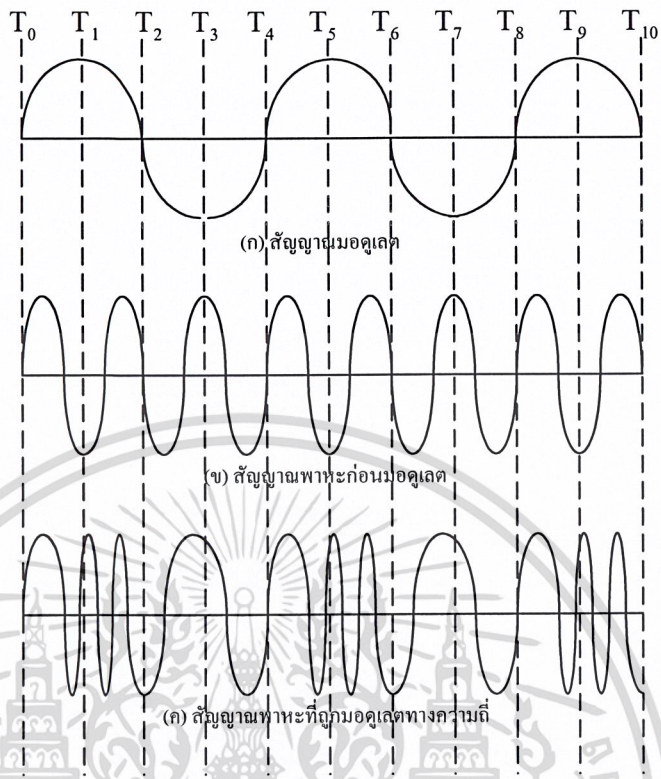 T0 T1 T2 T3 T4 T5 T6 T7 T8 T9 T10
(ก) สัญญาณมอดูเลต
(ข) สัญญาณพาหะก่อนมอดูเลต
(ค) สัญญาณพาหะที่ถูกมอดูเลตทางความถี่